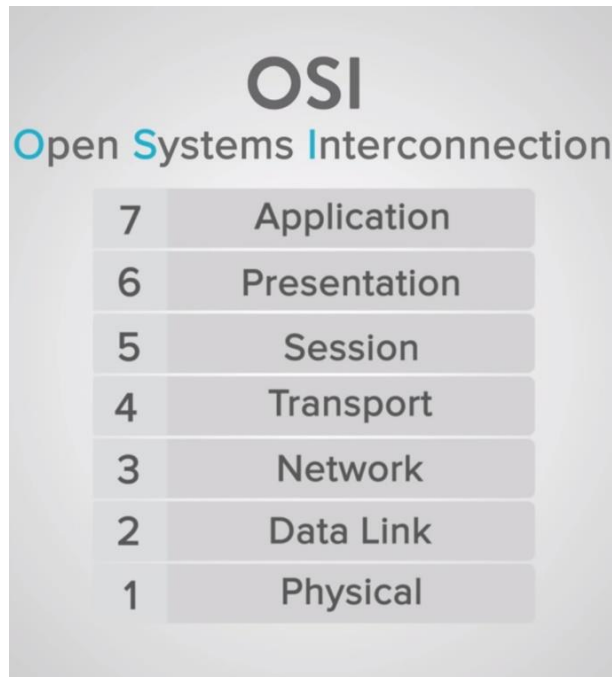 OSI
Open Systems Interconnection
7 Application
6 Presentation
5 Session
4 Transport
3 Network
2 Data Link
1 Physical